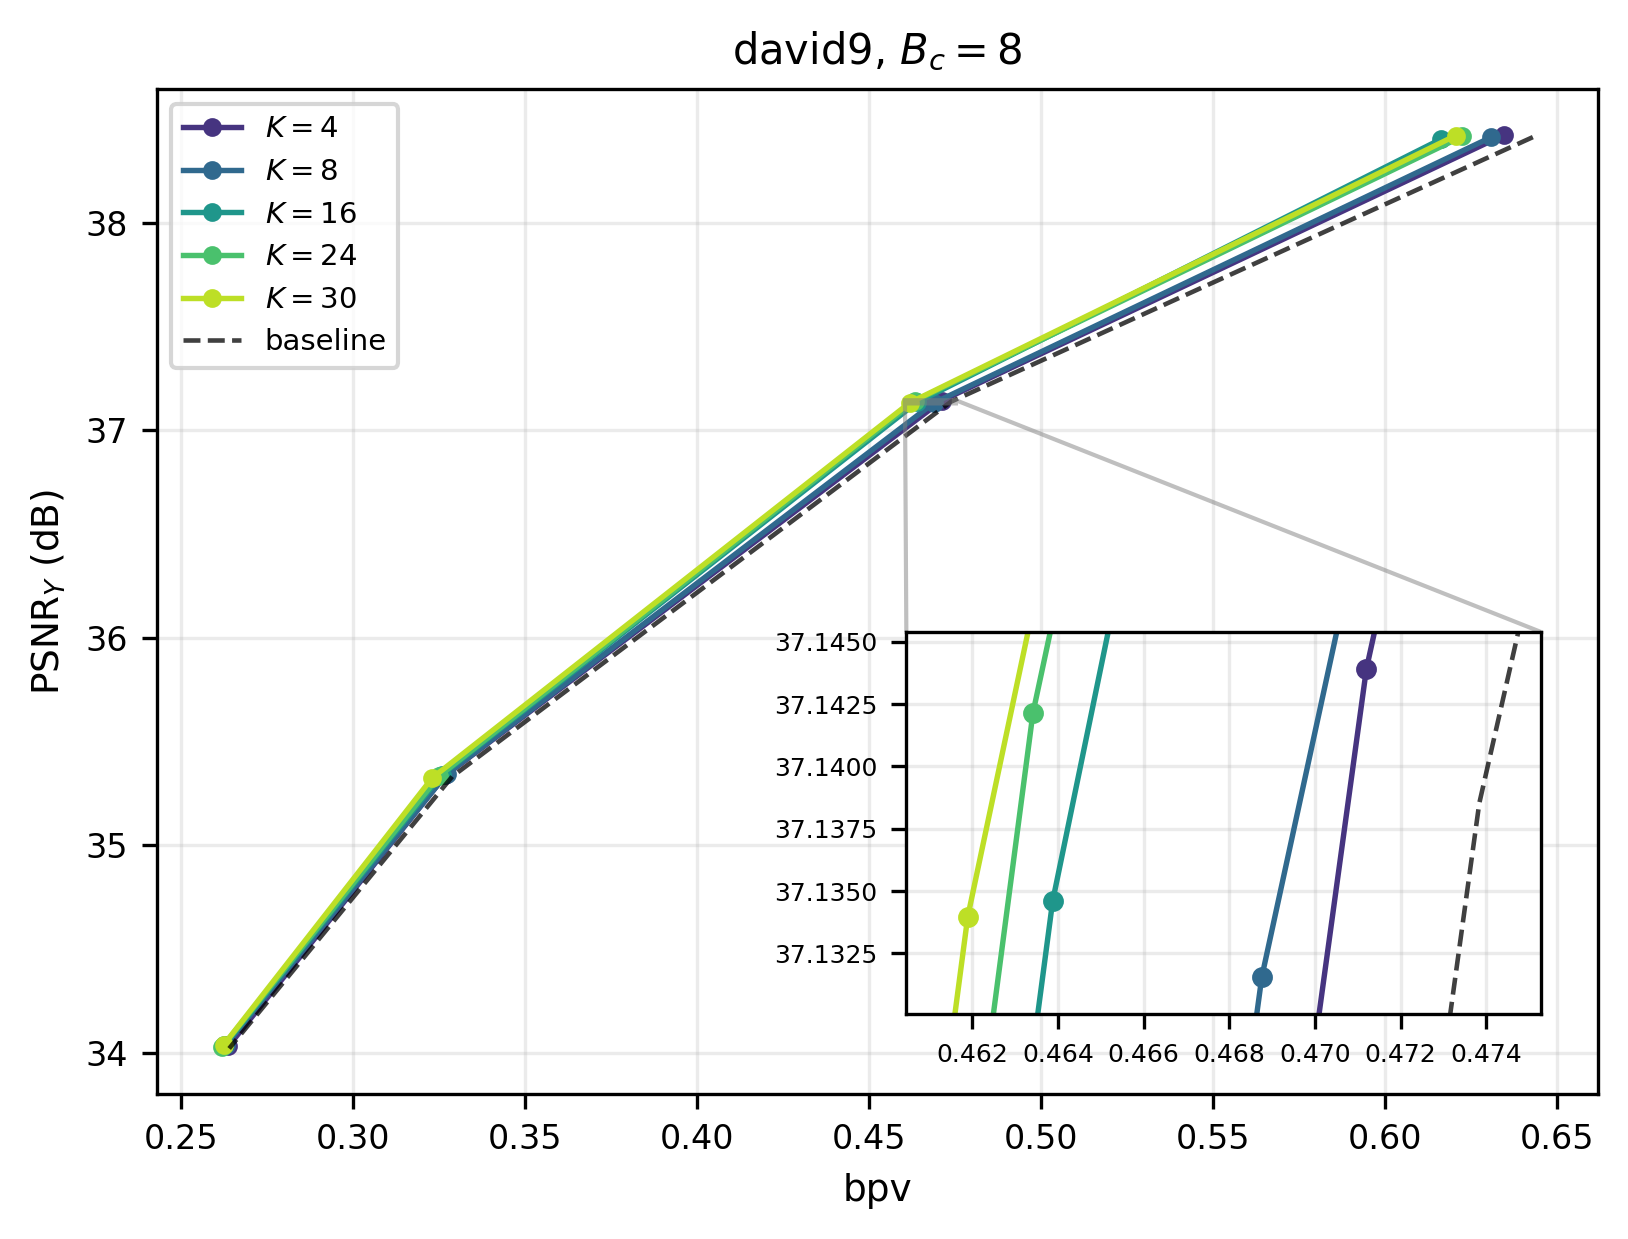 david9, B_c = 8
K = 4
K = 8
K = 16
K = 24
K = 30
baseline
PSNR_Y (dB)
38
37
36
35
34
37.1450
37.1425
37.1400
37.1375
37.1350
37.1325
0.462 0.464 0.466 0.468 0.470 0.472 0.474
0.25 0.30 0.35 0.40 0.45 0.50 0.55 0.60 0.65
bpv